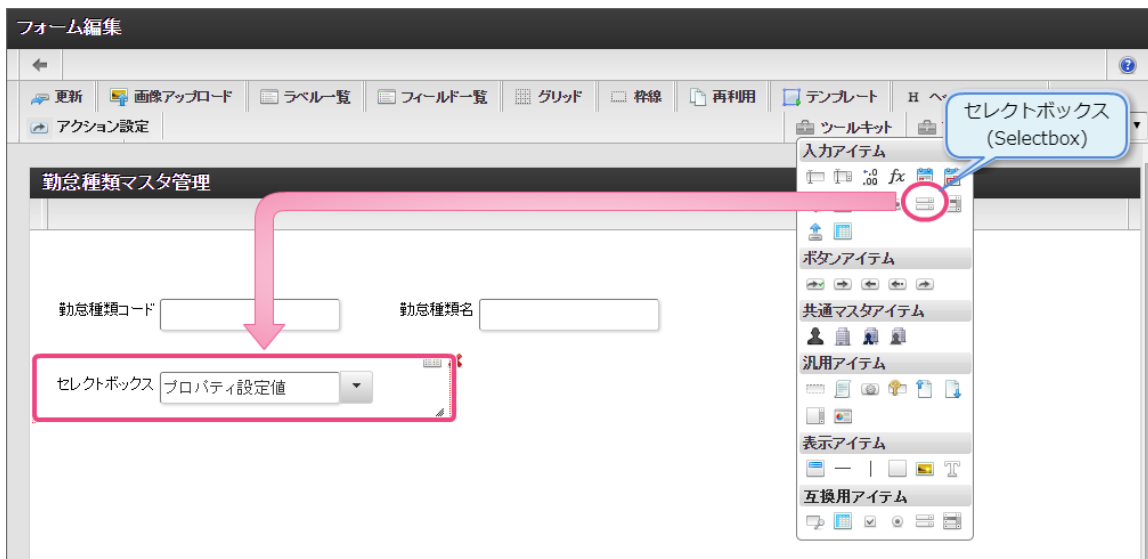 フォーム編集
更新 画像アップロード ラベル一覧 フィールド一覧 グリッド 枠線 再利用 テンプレート H
アクション設定 ツールキット
セレクトボックス
(Selectbox)
入力アイテム
勤怠種類マスタ管理
ボタンアイテム
勤怠種類コード 勤怠種類名
共通マスタアイテム
汎用アイテム
セレクトボックス プロパティ設定値
表示アイテム
互換用アイテム